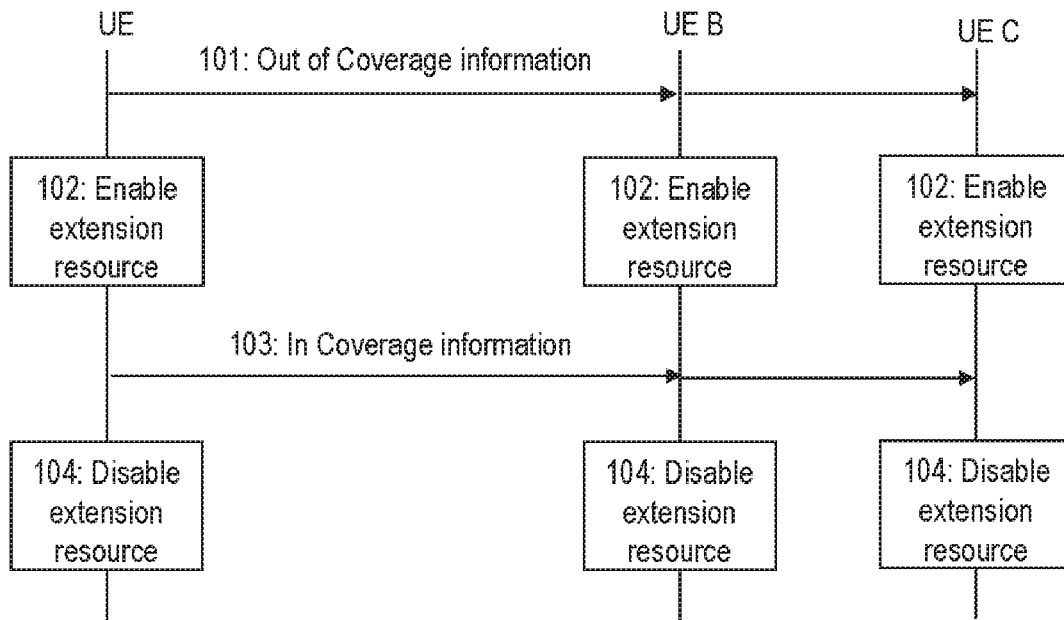 UE
UE B
UE C
101: Out of Coverage information
102: Enable
extension
resource
102: Enable
extension
resource
102: Enable
extension
resource
103: In Coverage information
104: Disable
extension
resource
104: Disable
extension
resource
104: Disable
extension
resource